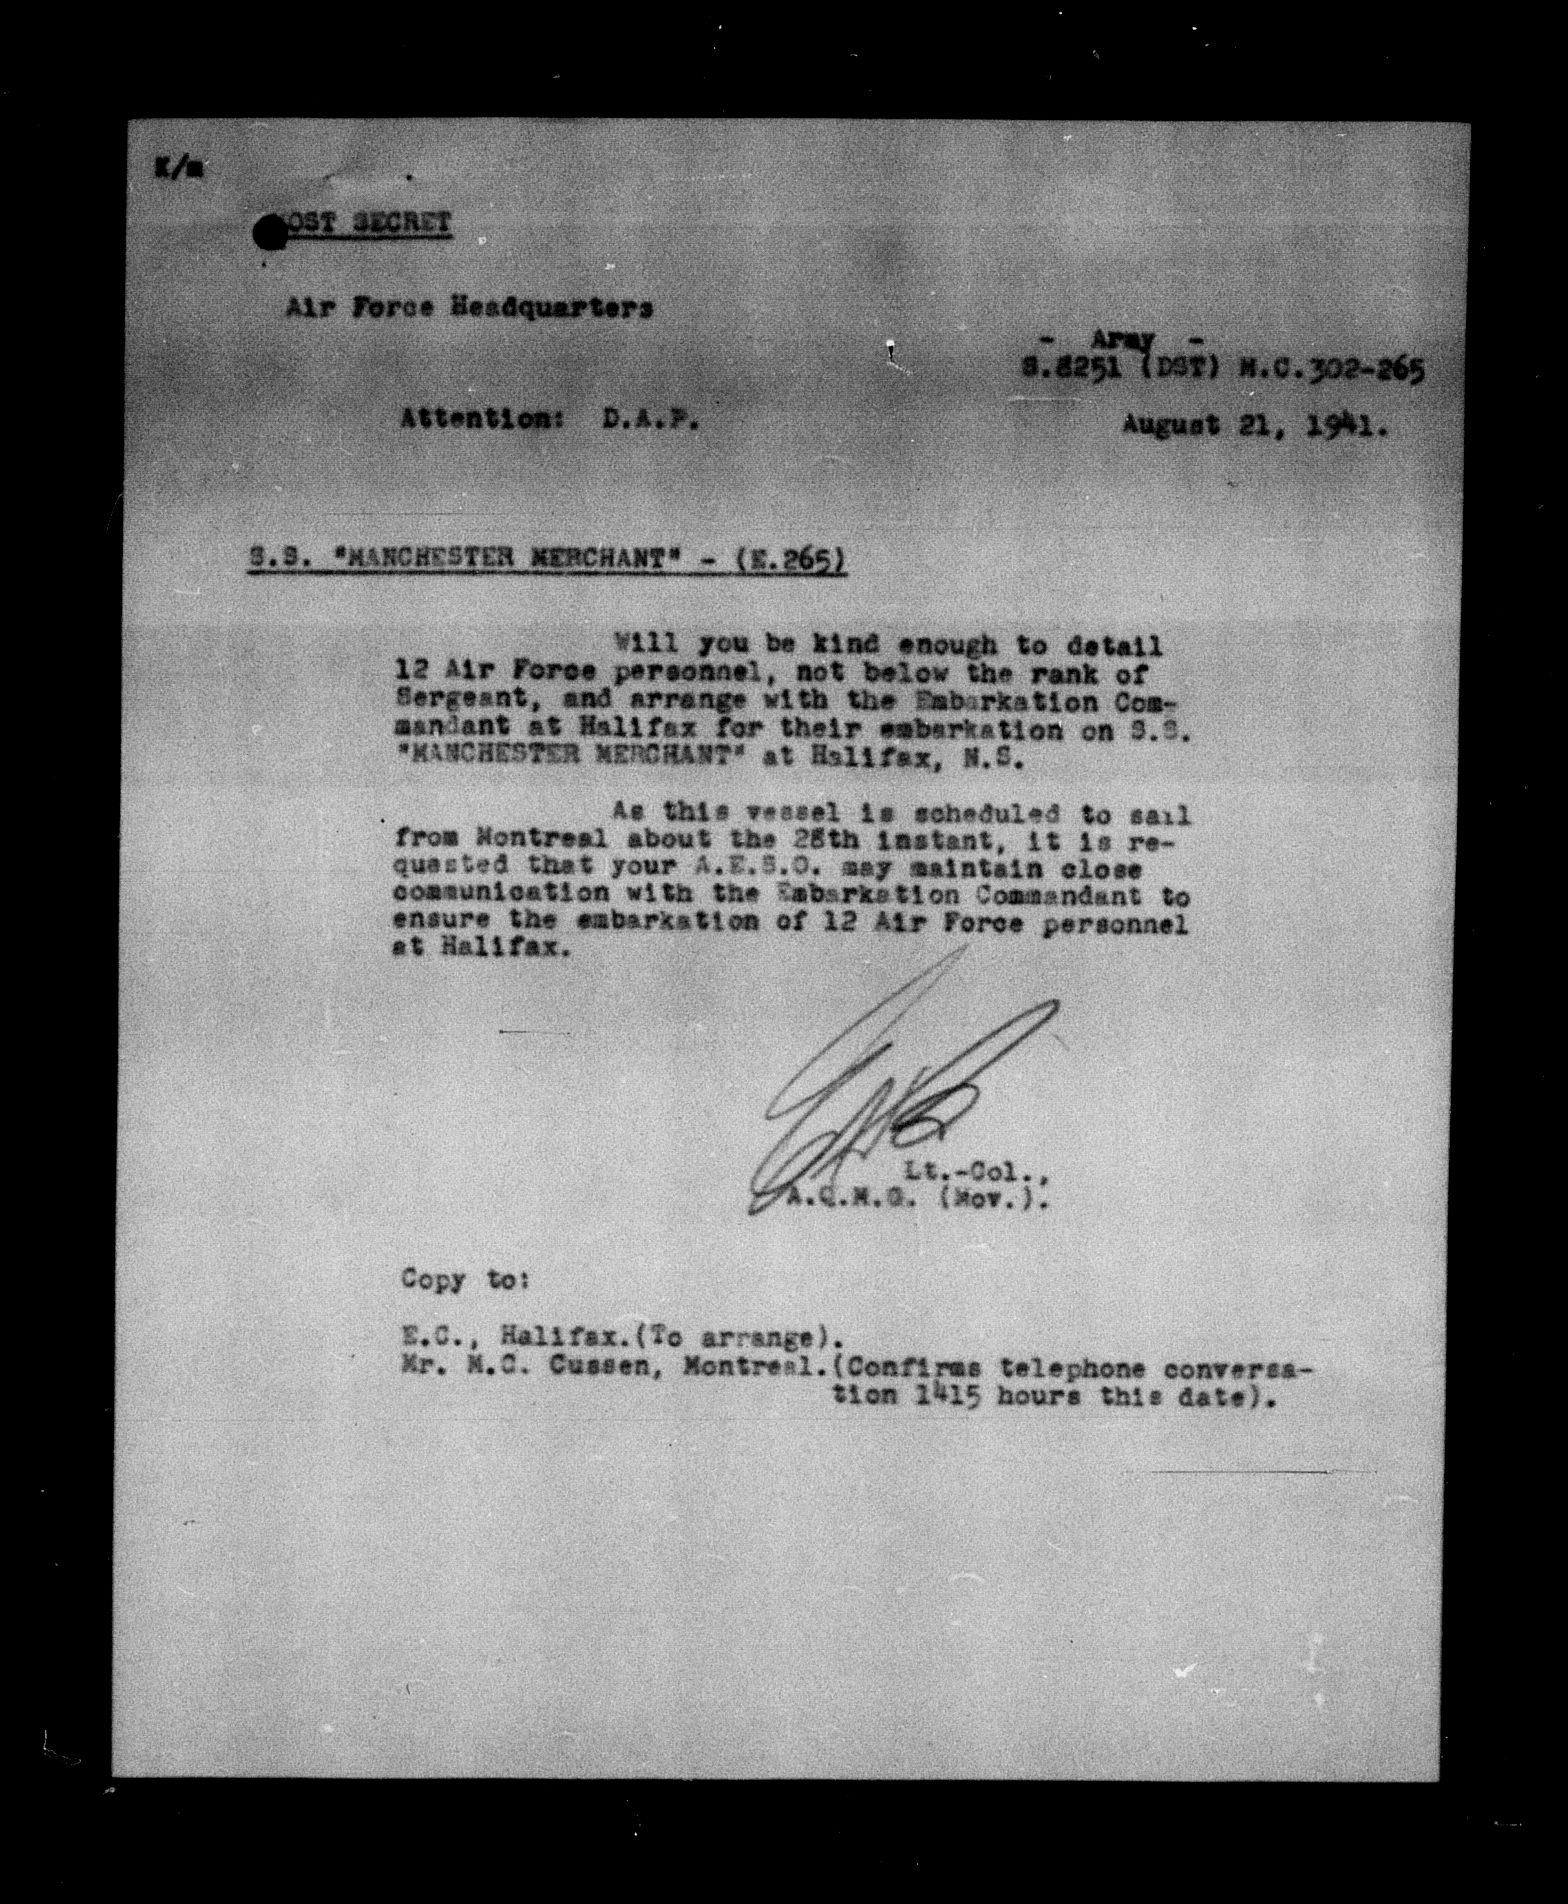 K/m
MOST SECRET
Air Force Headquarters
- Army -
S.8251 (DST) M.C.302-265
Attention: D.A.P.
August 21, 1941.
S.S. "MANCHESTER MERCHANT" - (E.265)
Will you be kind enough to detail
12 Air Force personnel, not below the rank of
Sergeant, and arrange with the Embarkation Com-
mandant at Halifax for their embarkation on S.S.
"MANCHESTER MERCHANT" at Halifax, N.S.
As this vessel is scheduled to sail
from Montreal about the 28th instant, it is re-
quested that your A.E.S.O. may maintain close
communication with the Embarkation Commandant to
ensure the embarkation of 12 Air Force personnel
at Halifax.
Lt.-Col.,
A.Q.M.G. (Mov.).
Copy to:
E.C., Halifax.(To arrange).
Mr. M.C. Cussen, Montreal.(Confirms telephone conversa-
tion 1415 hours this date).